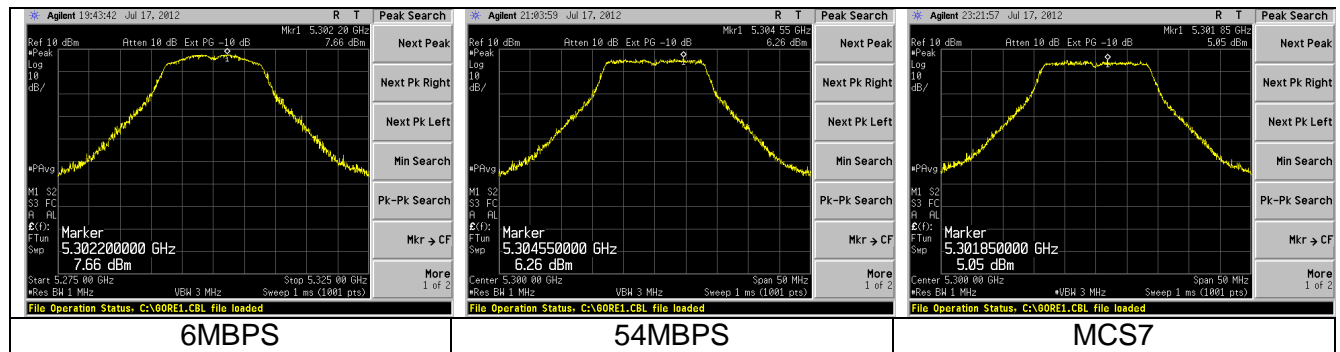 Agilent 19:43:42 Jul 17, 2012 R T
Peak Search
Mkr1 5.302 20 GHz
Ref 10 dBm Atten 10 dB Ext PG -10 dB 7.66 dBm
Next Peak
#Peak
Log
10
dB/
Next Pk Right
Next Pk Left
Min Search
#PAvg
M1 S2
S3 FC
A AL
Pk-Pk Search
£(f):
FTun
Swp
Marker
5.302200000 GHz
7.66 dBm
Mkr → CF
Start 5.275 00 GHz Stop 5.325 00 GHz
#Res BW 1 MHz VBW 3 MHz Sweep 1 ms (1001 pts)
More
1 of 2
File Operation Status, C:\GORE1.CBL file loaded
6MBPS
Agilent 21:03:59 Jul 17, 2012 R T
Peak Search
Mkr1 5.304 55 GHz
Ref 10 dBm Atten 10 dB Ext PG -10 dB 6.26 dBm
Next Peak
#Peak
Log
10
dB/
Next Pk Right
Next Pk Left
Min Search
#PAvg
M1 S2
S3 FC
A AL
Pk-Pk Search
£(f):
FTun
Swp
Marker
5.304550000 GHz
6.26 dBm
Mkr → CF
Center 5.300 00 GHz Span 50 MHz
#Res BW 1 MHz VBW 3 MHz Sweep 1 ms (1001 pts)
More
1 of 2
File Operation Status, C:\GORE1.CBL file loaded
54MBPS
Agilent 23:21:57 Jul 17, 2012 R T
Peak Search
Mkr1 5.301 85 GHz
Ref 10 dBm Atten 10 dB Ext PG -10 dB 5.05 dBm
Next Peak
#Peak
Log
10
dB/
Next Pk Right
Next Pk Left
Min Search
#PAvg
M1 S2
S3 FC
A AL
Pk-Pk Search
£(f):
FTun
Swp
Marker
5.301850000 GHz
5.05 dBm
Mkr → CF
Center 5.300 00 GHz Span 50 MHz
#Res BW 1 MHz #VBW 3 MHz Sweep 1 ms (1001 pts)
More
1 of 2
File Operation Status, C:\GORE1.CBL file loaded
MCS7